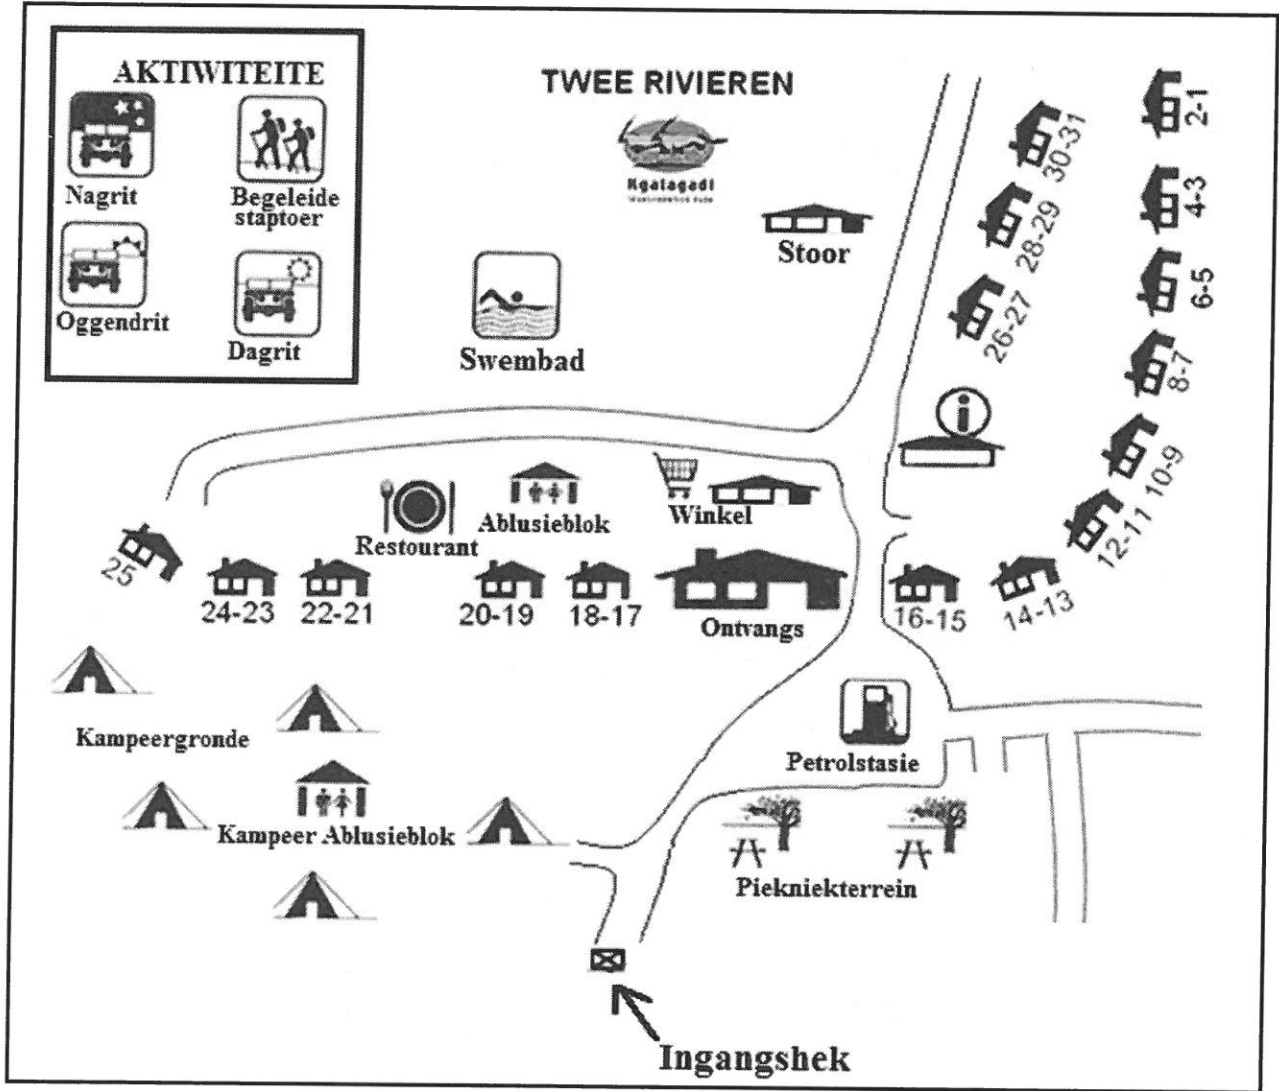 AKTIWITEITE
Nagrit
Begeleide
staptoer
Oggendrit
Dagrit
TWEE RIVIEREN
Kgalagadi
Stoor
Swembad
30-31
28-29
26-27
2-1
4-3
6-5
8-7
10-9
12-11
14-13
16-15
i
Winkel
Ablusieblok
Restourant
25
24-23
22-21
20-19
18-17
Ontvangs
Kampeergronde
Kampeer Ablusieblok
Petrolstasie
Piekniekterrein
Ingangshek